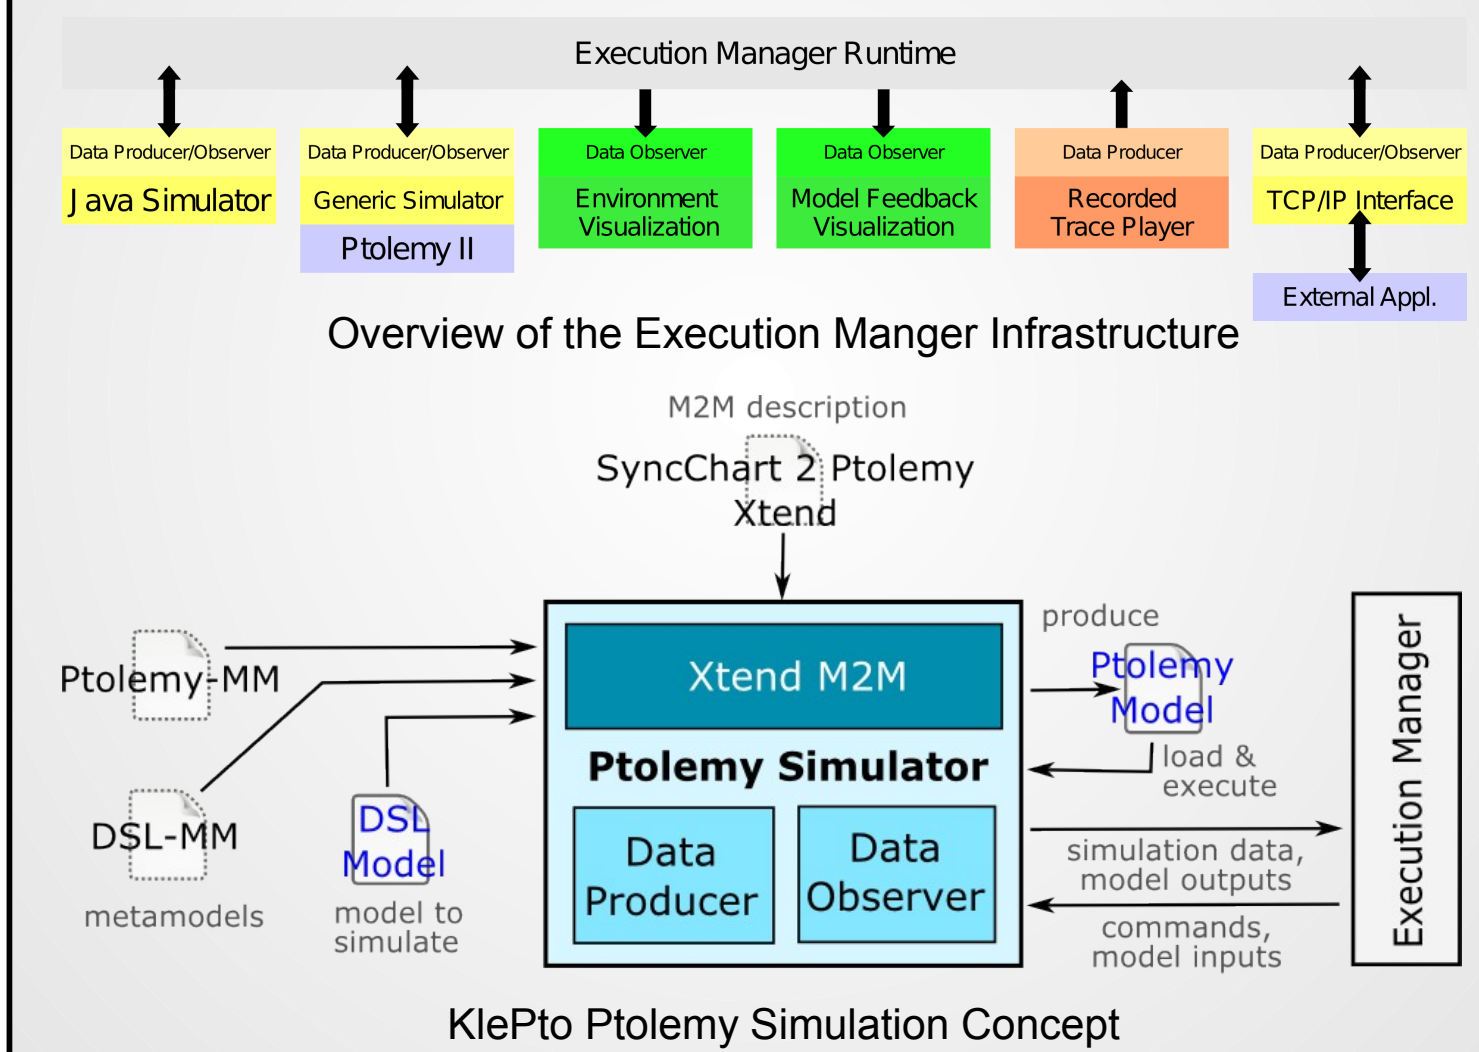 Execution Manager Runtime
Data Producer/Observer
Java Simulator
Data Producer/Observer
Generic Simulator
Ptolemy II
Data Observer
Environment
Visualization
Data Observer
Model Feedback
Visualization
Data Producer
Recorded
Trace Player
Data Producer/Observer
TCP/IP Interface
External Appl.
Overview of the Execution Manger Infrastructure
M2M description
SyncChart 2 Ptolemy
Xtend
Ptolemy-MM
DSL-MM
metamodels
DSL
Model
model to
simulate
Xtend M2M
Ptolemy Simulator
Data
Producer
Data
Observer
produce
Ptolemy
Model
load &
execute
simulation data,
model outputs
commands,
model inputs
Execution Manager
KlePto Ptolemy Simulation Concept